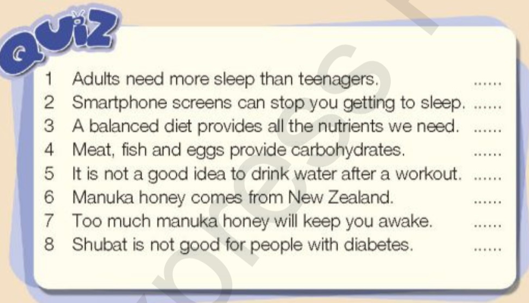 QUIZ
1 Adults need more sleep than teenagers. ......
2 Smartphone screens can stop you getting to sleep. ......
3 A balanced diet provides all the nutrients we need. ......
4 Meat, fish and eggs provide carbohydrates. ......
5 It is not a good idea to drink water after a workout. ......
6 Manuka honey comes from New Zealand. ......
7 Too much manuka honey will keep you awake. ......
8 Shubat is not good for people with diabetes. ......